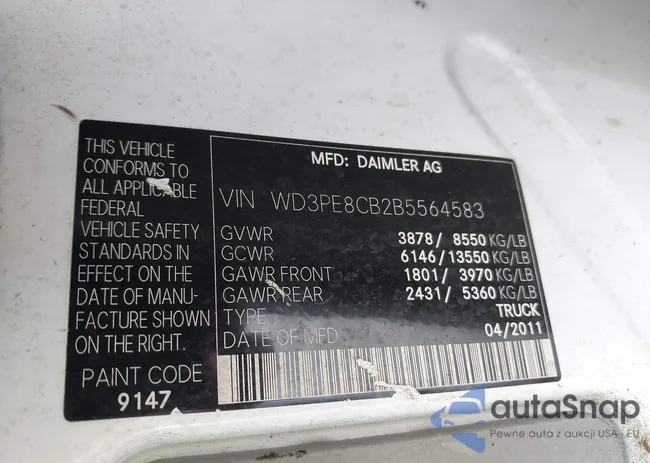 THIS VEHICLE
CONFORMS TO
ALL APPLICABLE
FEDERAL
VEHICLE SAFETY
STANDARDS IN
EFFECT ON THE
DATE OF MANU-
FACTURE SHOWN
ON THE RIGHT.
PAINT CODE
9147
MFD: DAIMLER AG
VIN WD3PE8CB2B5564583
GVWR 3878/ 8550 KG/LB
GCWR 6146/13550 KG/LB
GAWR FRONT 1801/ 3970 KG/LB
GAWR REAR 2431/ 5360 KG/LB
TYPE TRUCK
DATE OF MFD 04/2011
autaSnap
Pewne auta z aukcji USA i EU